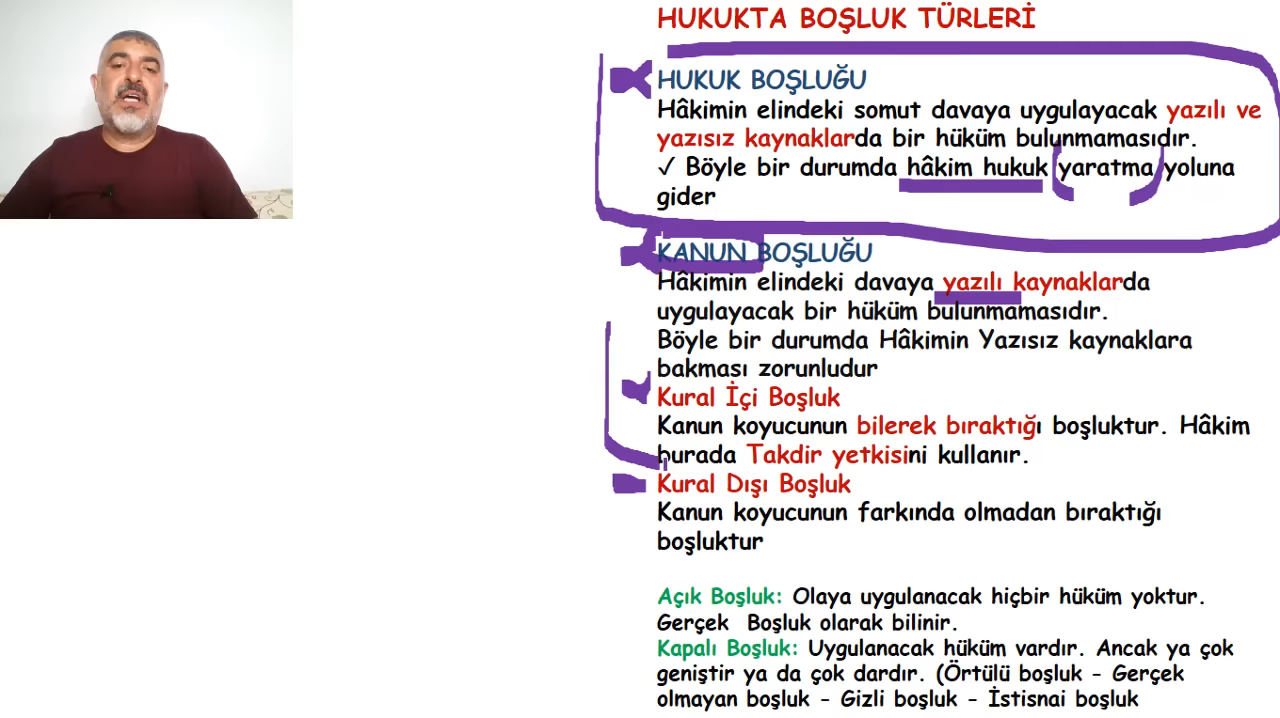 HUKUKTA BOŞLUK TÜRLERİ
HUKUK BOŞLUĞU
Hâkimin elindeki somut davaya uygulayacak yazılı ve
yazısız kaynaklarda bir hüküm bulunmamasıdır.
✓ Böyle bir durumda hâkim hukuk yaratma yoluna
gider
KANUN BOŞLUĞU
Hâkimin elindeki davaya yazılı kaynaklarda
uygulayacak bir hüküm bulunmamasıdır.
Böyle bir durumda Hâkimin Yazısız kaynaklara
bakması zorunludur
Kural İçi Boşluk
Kanun koyucunun bilerek bıraktığı boşluktur. Hâkim
burada Takdir yetkisini kullanır.
Kural Dışı Boşluk
Kanun koyucunun farkında olmadan bıraktığı
boşluktur
Açık Boşluk: Olaya uygulanacak hiçbir hüküm yoktur.
Gerçek  Boşluk olarak bilinir.
Kapalı Boşluk: Uygulanacak hüküm vardır. Ancak ya çok
geniştir ya da çok dardır. (Örtülü boşluk - Gerçek
olmayan boşluk - Gizli boşluk - İstisnai boşluk